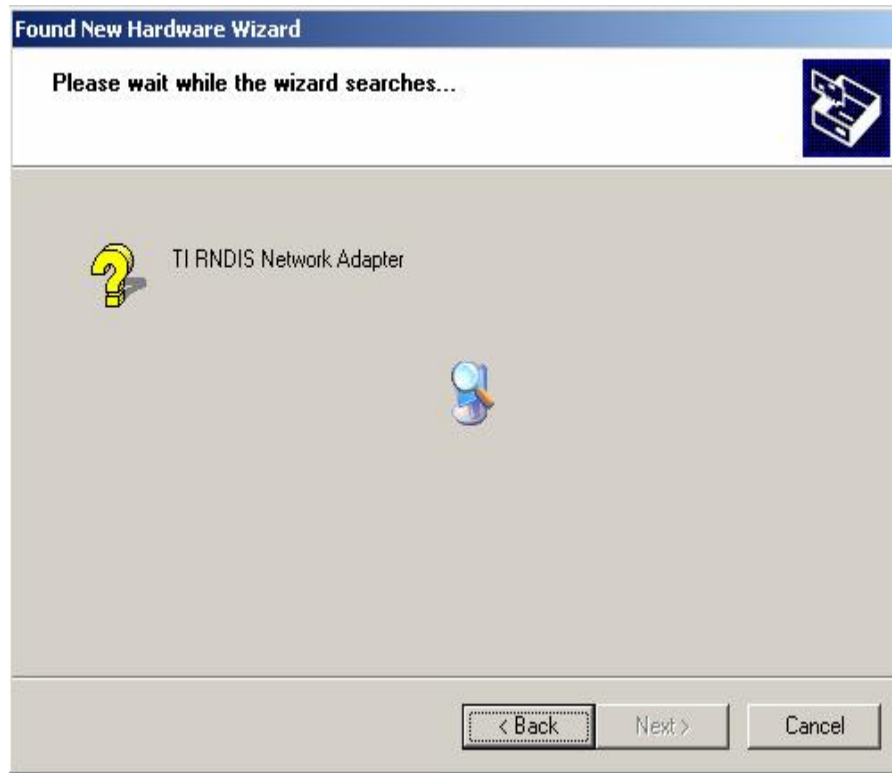 Found New Hardware Wizard
Please wait while the wizard searches...
TI RNDIS Network Adapter
< Back Next > Cancel